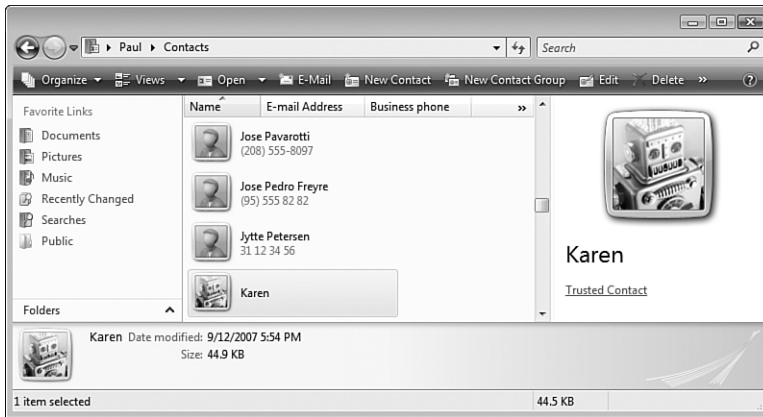 Paul Contacts Search
Organize Views Open E-Mail New Contact New Contact Group Edit Delete »
Favorite Links
Documents
Pictures
Music
Recently Changed
Searches
Public
Folders
Name E-mail Address Business phone »
Jose Pavarotti
(208) 555-8097
Jose Pedro Freyre
(95) 555 82 82
Jytte Petersen
31 12 34 56
Karen
Karen
Trusted Contact
Karen Date modified: 9/12/2007 5:54 PM
Size: 44.9 KB
1 item selected 44.5 KB